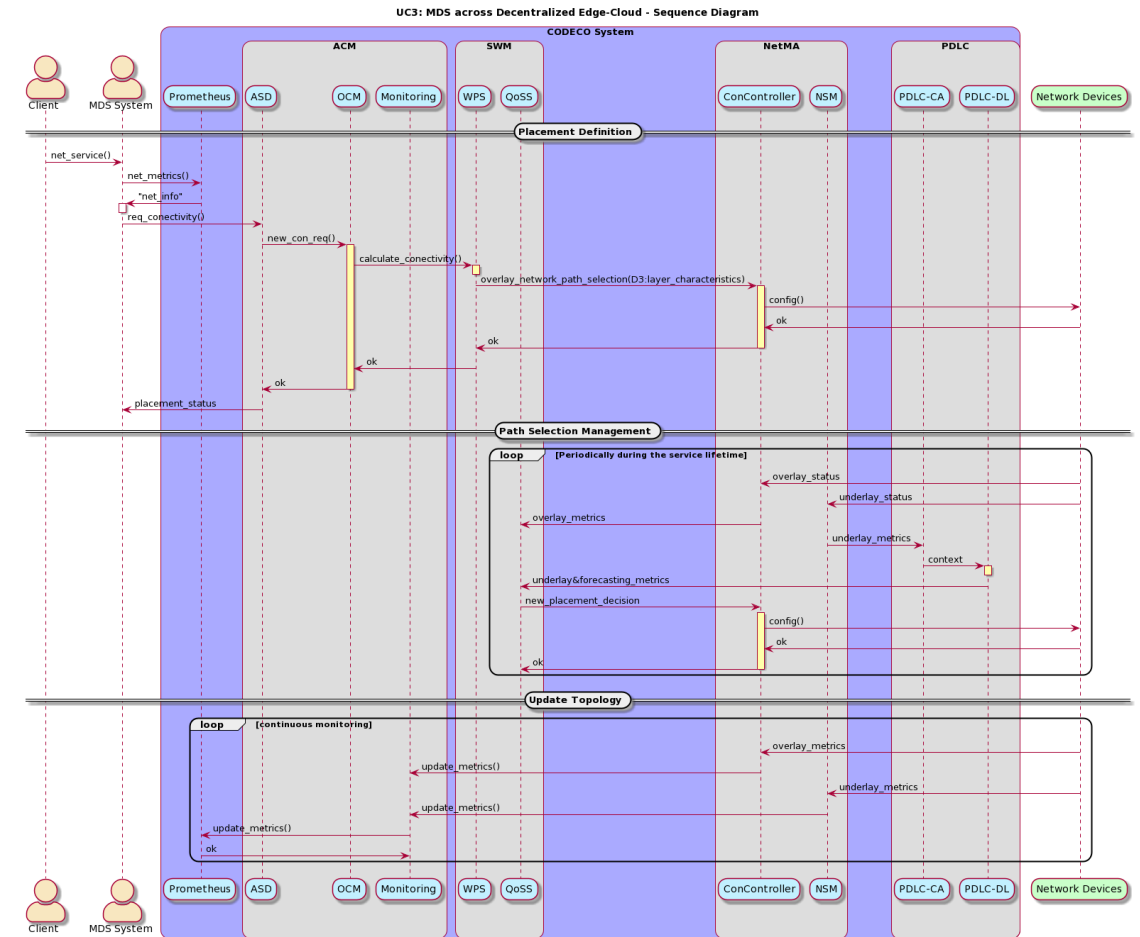 UC3: MDS across Decentralized Edge-Cloud - Sequence Diagram
CODECO System
ACM
SWM
NetMA
PDLC
Client
MDS System
Prometheus
ASD
OCM
Monitoring
WPS
QoSS
ConController
NSM
PDLC-CA
PDLC-DL
Network Devices
Placement Definition
net_service()
net_metrics()
"net_info"
req_conectivity()
new_con_req()
calculate_conectivity()
overlay_network_path_selection(D3:layer_characteristics)
config()
ok
ok
ok
ok
placement_status
Path Selection Management
loop
[Periodically during the service lifetime]
overlay_status
underlay_status
overlay_metrics
underlay_metrics
context
underlay&forecasting_metrics
new_placement_decision
config()
ok
ok
Update Topology
loop
[continuous monitoring]
overlay_metrics
update_metrics()
underlay_metrics
update_metrics()
update_metrics()
ok
Client
MDS System
Prometheus
ASD
OCM
Monitoring
WPS
QoSS
ConController
NSM
PDLC-CA
PDLC-DL
Network Devices